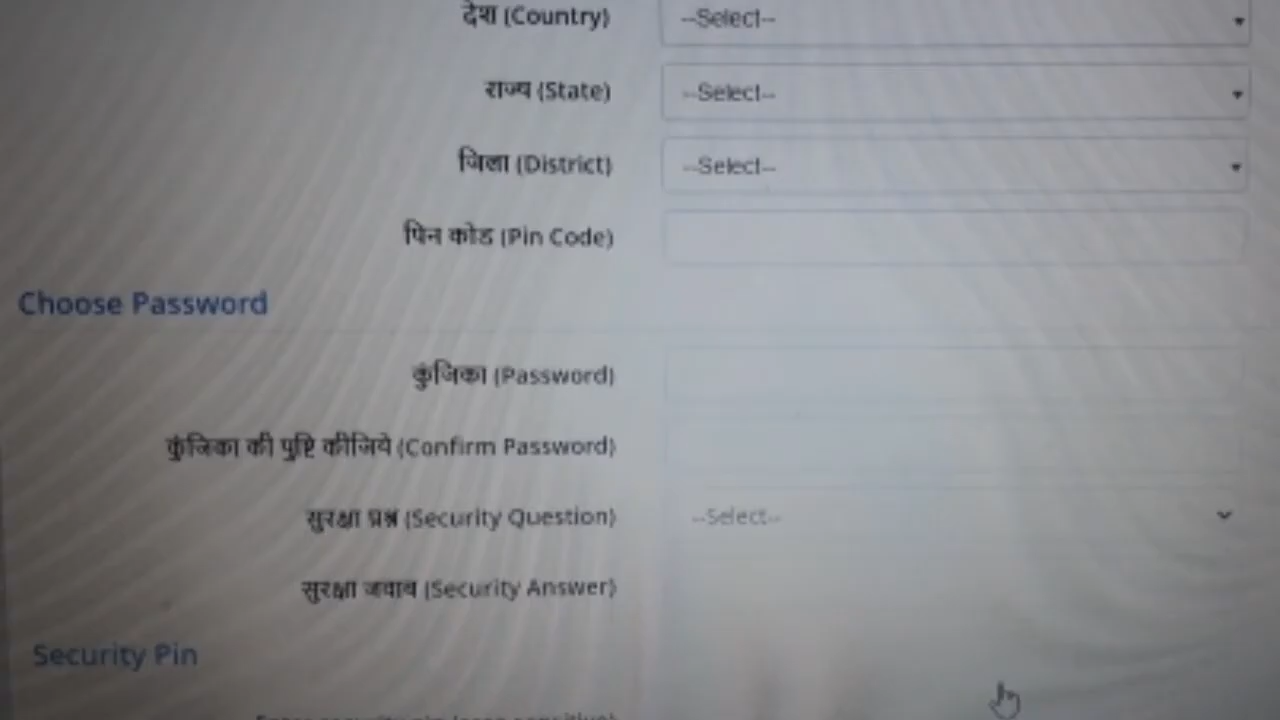 देश (Country) --Select--
राज्य (State) --Select--
जिला (District) --Select--
पिन कोड (Pin Code)
Choose Password
कुंजिका (Password)
कुंजिका की पुष्टि कीजिये (Confirm Password)
सुरक्षा प्रश्न (Security Question) --Select--
सुरक्षा जवाब (Security Answer)
Security Pin